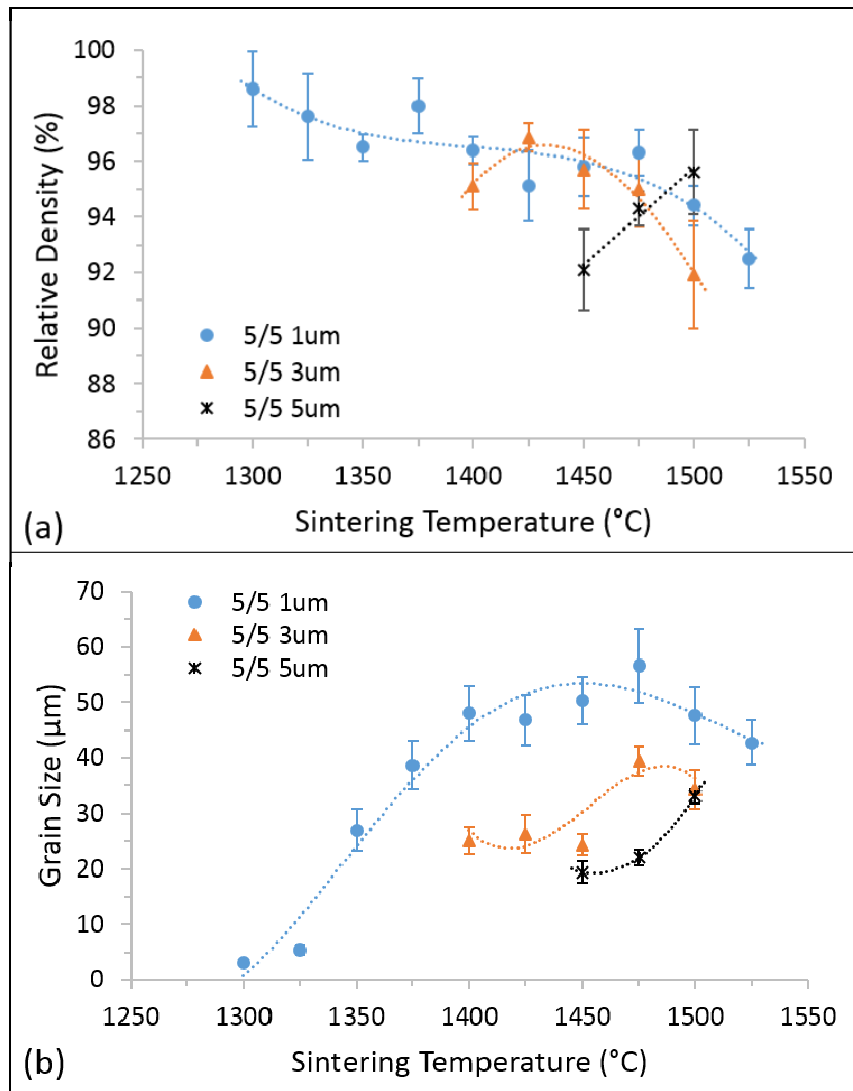 100
98
96
94
92
90
88
86
Relative Density (%)
5/5 1um
5/5 3um
5/5 5um
1250 1300 1350 1400 1450 1500 1550
(a) Sintering Temperature (°C)
70
60
50
40
30
20
10
0
Grain Size (µm)
5/5 1um
5/5 3um
5/5 5um
1250 1300 1350 1400 1450 1500 1550
(b) Sintering Temperature (°C)